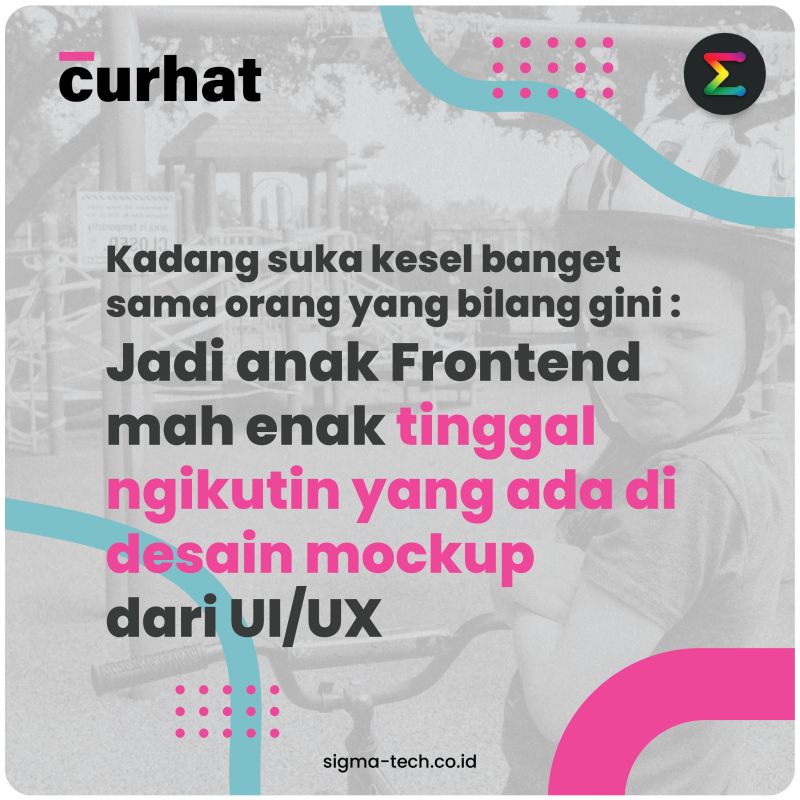 curhat
Kadang suka kesel banget
sama orang yang bilang gini :
Jadi anak Frontend
mah enak tinggal
ngikutin yang ada di
desain mockup
dari UI/UX
sigma-tech.co.id